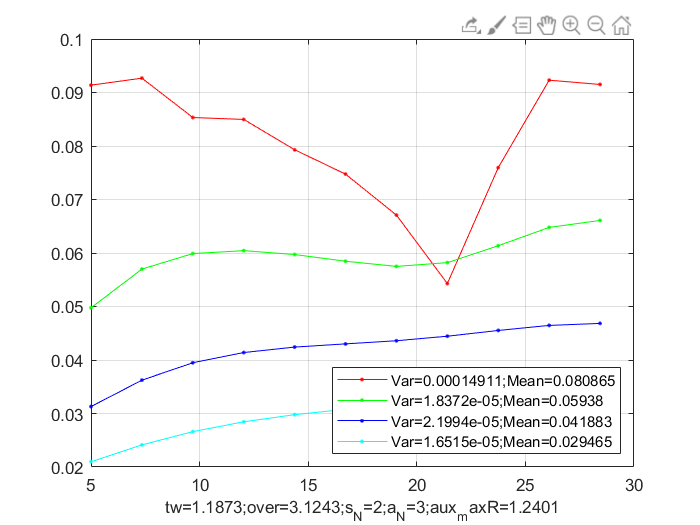 0.1
0.09
0.08
0.07
0.06
0.05
0.04
0.03
0.02
Var=0.00014911;Mean=0.080865
Var=1.8372e-05;Mean=0.05938
Var=2.1994e-05;Mean=0.041883
Var=1.6515e-05;Mean=0.029465
5 10 15 20 25 30
tw=1.1873;over=3.1243;s_N=2;a_N=3;aux_maxR=1.2401